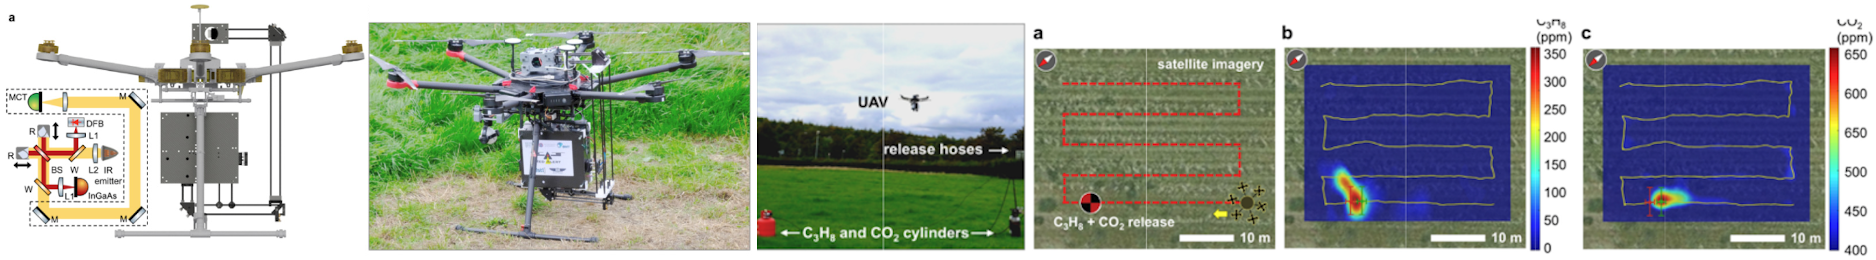 a
MCT
M
R
DFB
L1
R
BS W L2 IR
emitter
W
L1
InGaAs
M
M
UAV
release hoses →
← C₃H₈ and CO₂ cylinders →
a
satellite imagery
C₃H₈ + CO₂ release
10 m
b
C₃H₈
(ppm)
350
300
250
200
150
100
50
0
10 m
c
CO₂
(ppm)
650
600
650
500
450
400
10 m